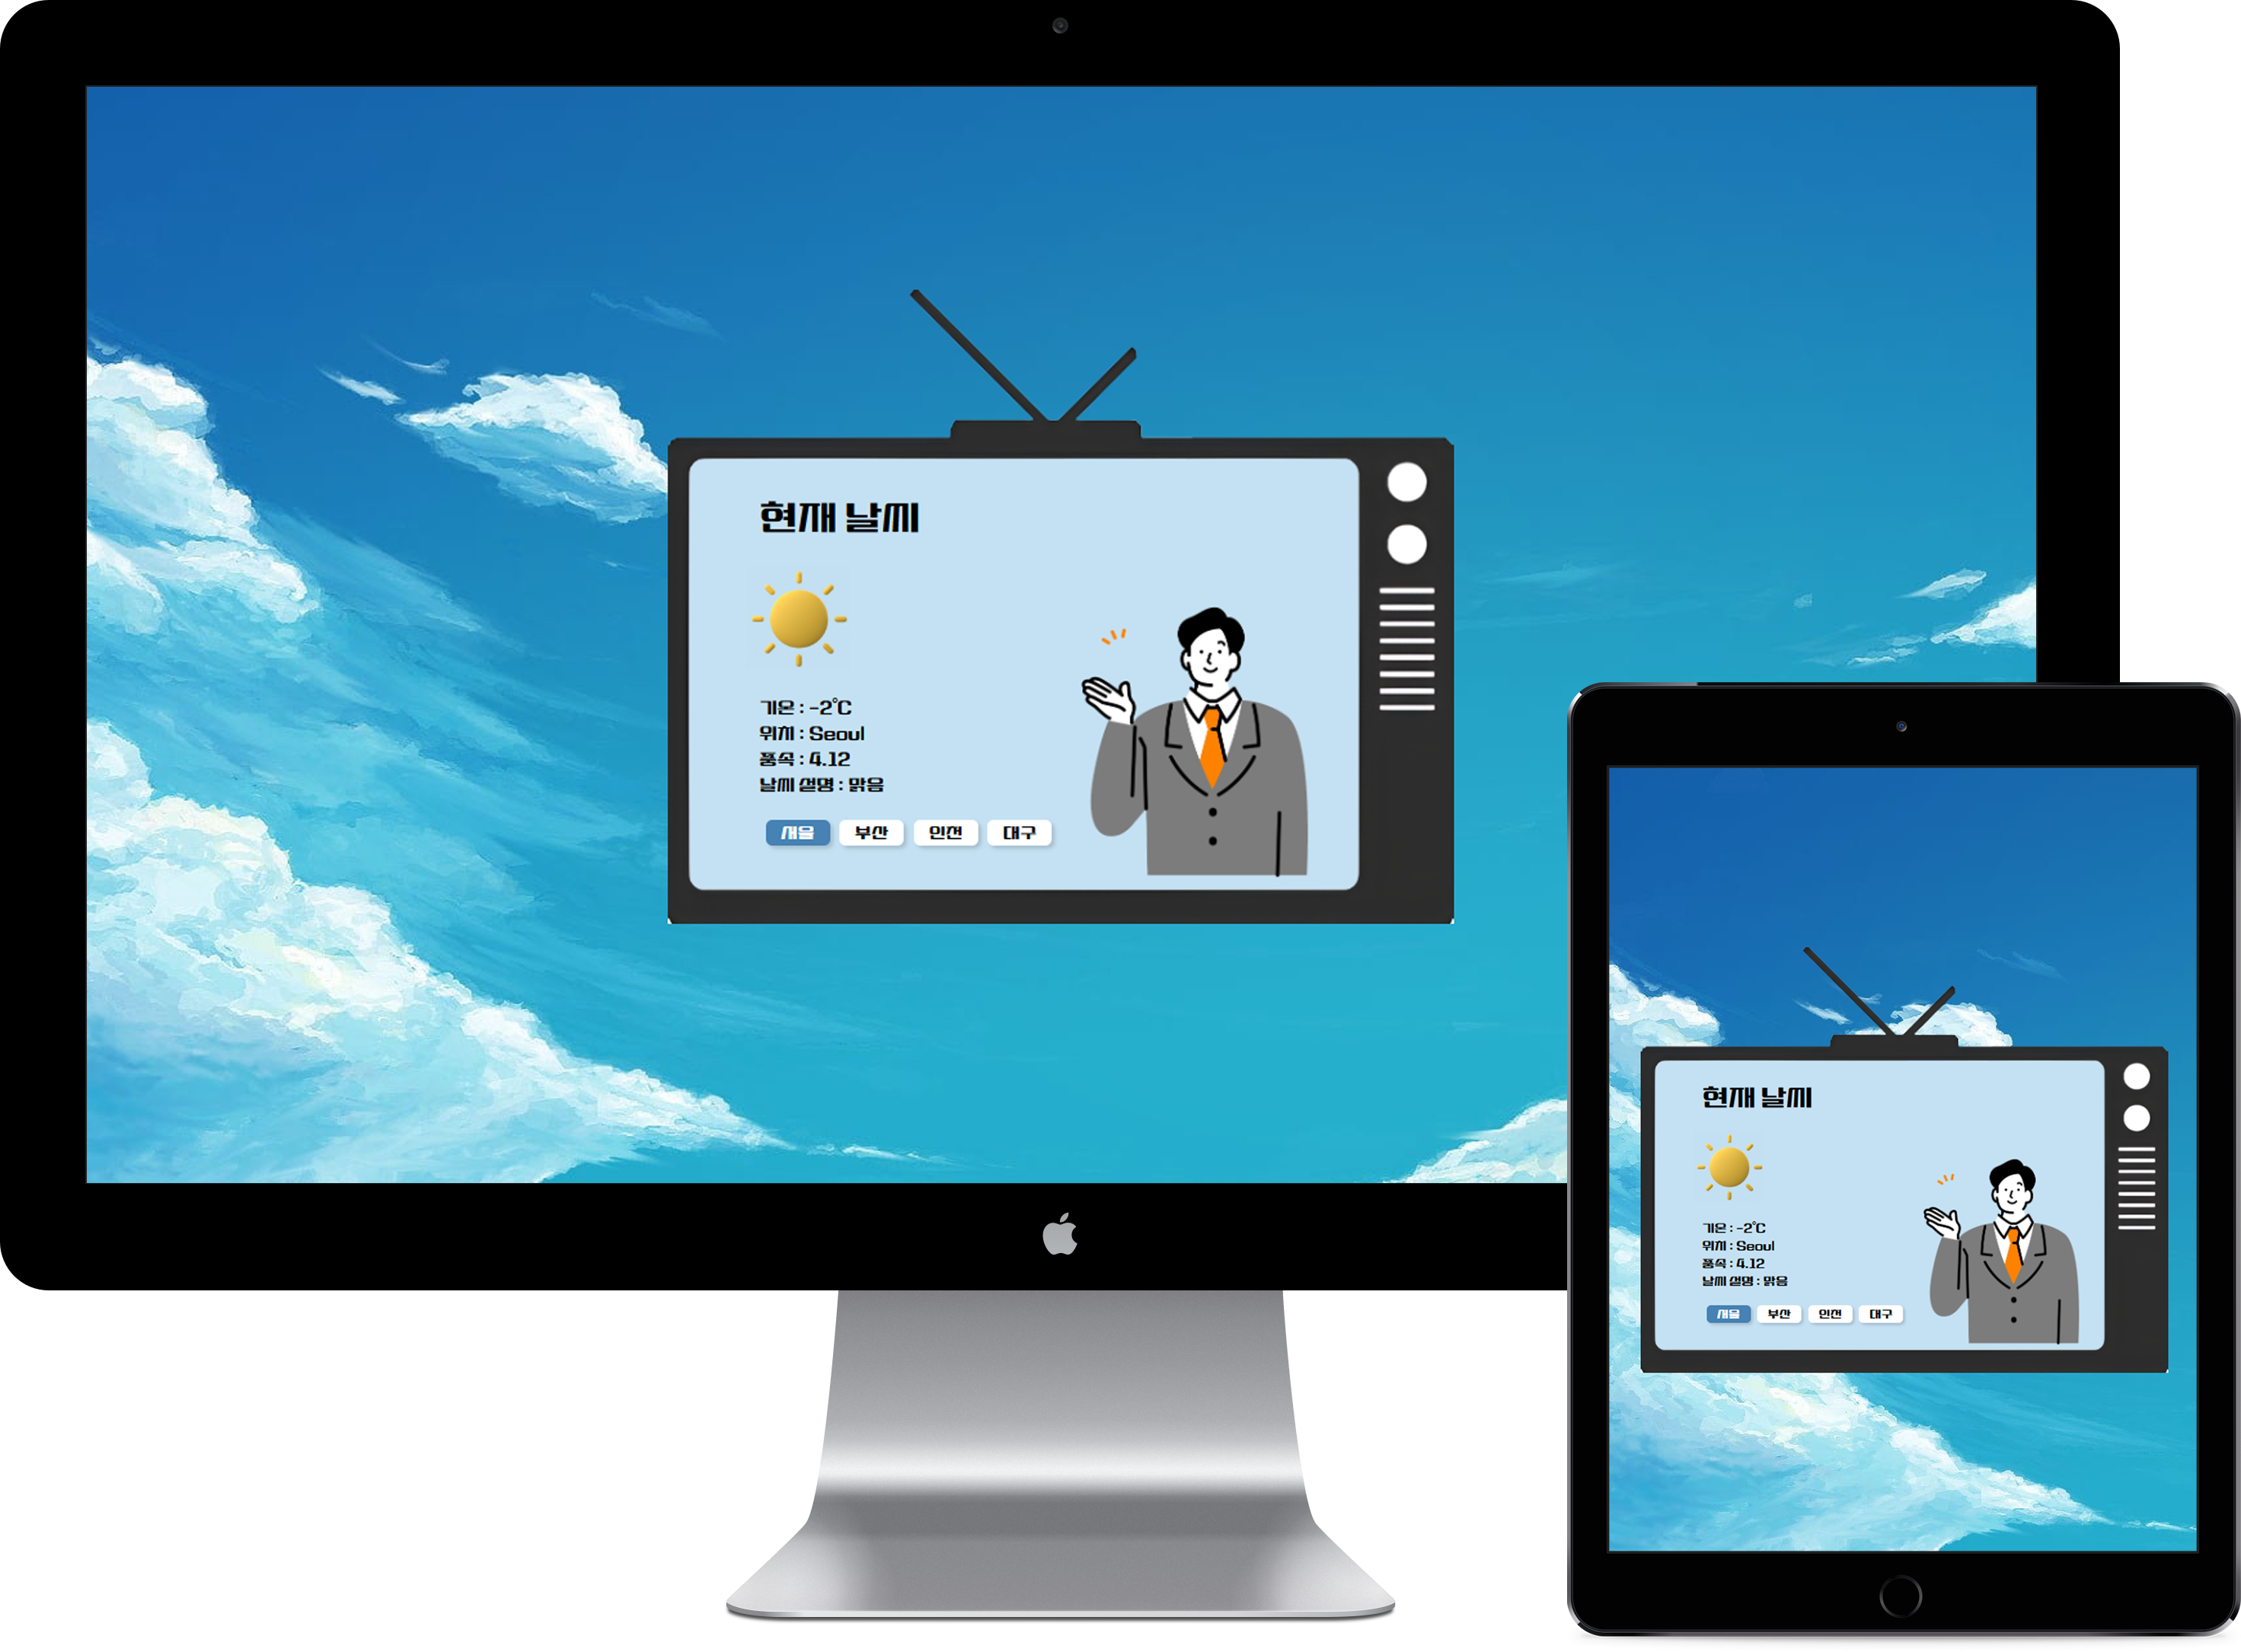 현재 날씨
기온 : -2℃
위치 : Seoul
풍속 : 4.12
날씨 설명 : 맑음
서울 부산 인천 대구
현재 날씨
기온 : -2℃
위치 : Seoul
풍속 : 4.12
날씨 설명 : 맑음
서울 부산 인천 대구